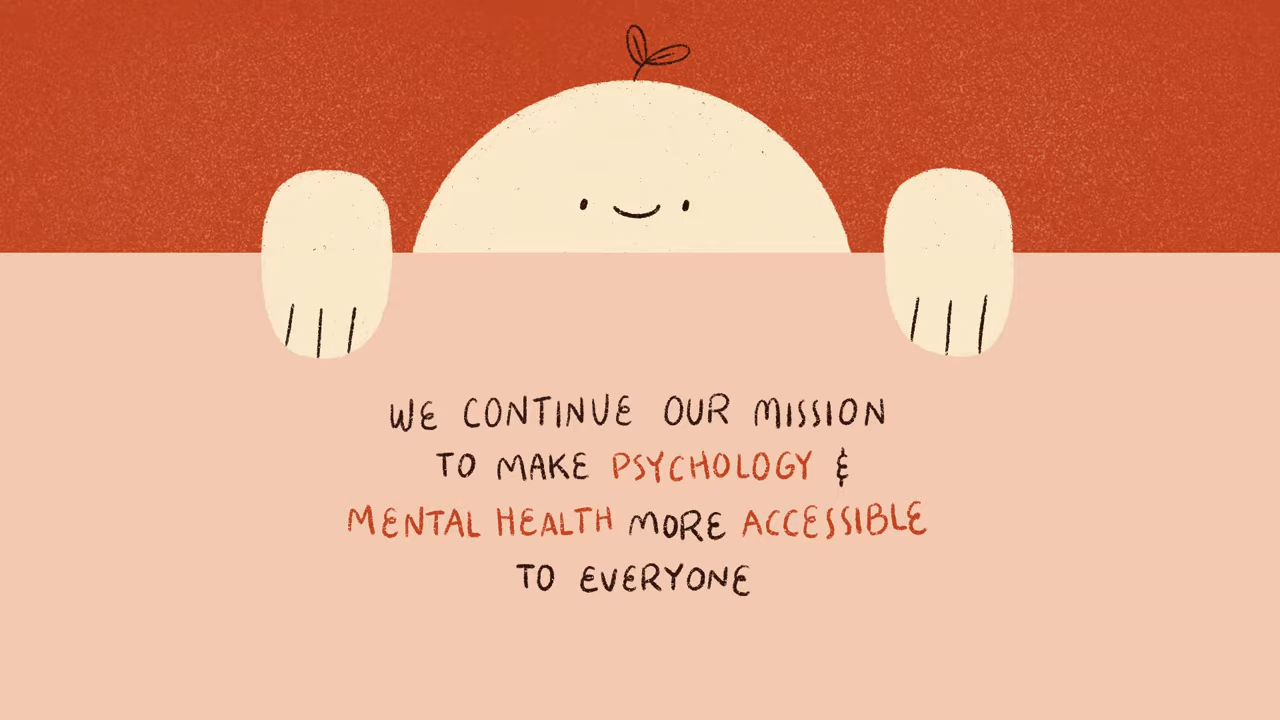 WE CONTINUE OUR MISSION
TO MAKE PSYCHOLOGY &
MENTAL HEALTH MORE ACCESSIBLE
TO EVERYONE